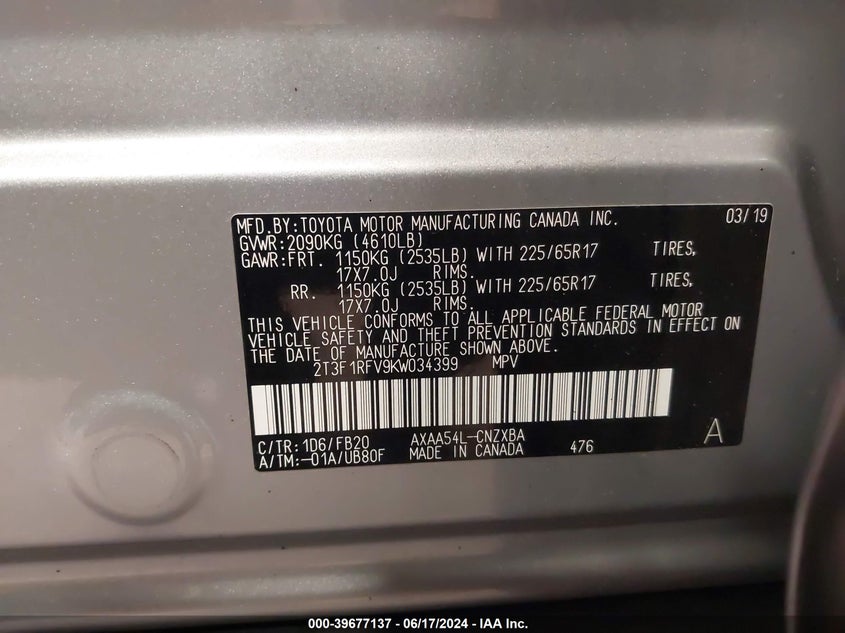 MFD.BY:TOYOTA MOTOR MANUFACTURING CANADA INC. 03/19
GVWR:2090KG (4610LB)
GAWR:FRT. 1150KG (2535LB) WITH 225/65R17 TIRES,
17X7.0J RIMS.
RR. 1150KG (2535LB) WITH 225/65R17 TIRES,
17X7.0J RIMS.
THIS VEHICLE CONFORMS TO ALL APPLICABLE FEDERAL MOTOR
VEHICLE SAFETY AND THEFT PREVENTION STANDARDS IN EFFECT ON
THE DATE OF MANUFACTURE SHOWN ABOVE.
2T3F1RFV9KW034399 MPV
C/TR:1D6/FB20 AXAA54L-CNZXBA A
A/TM:-01A/UB80F MADE IN CANADA 476
000-39677137 - 06/17/2024 - IAA Inc.